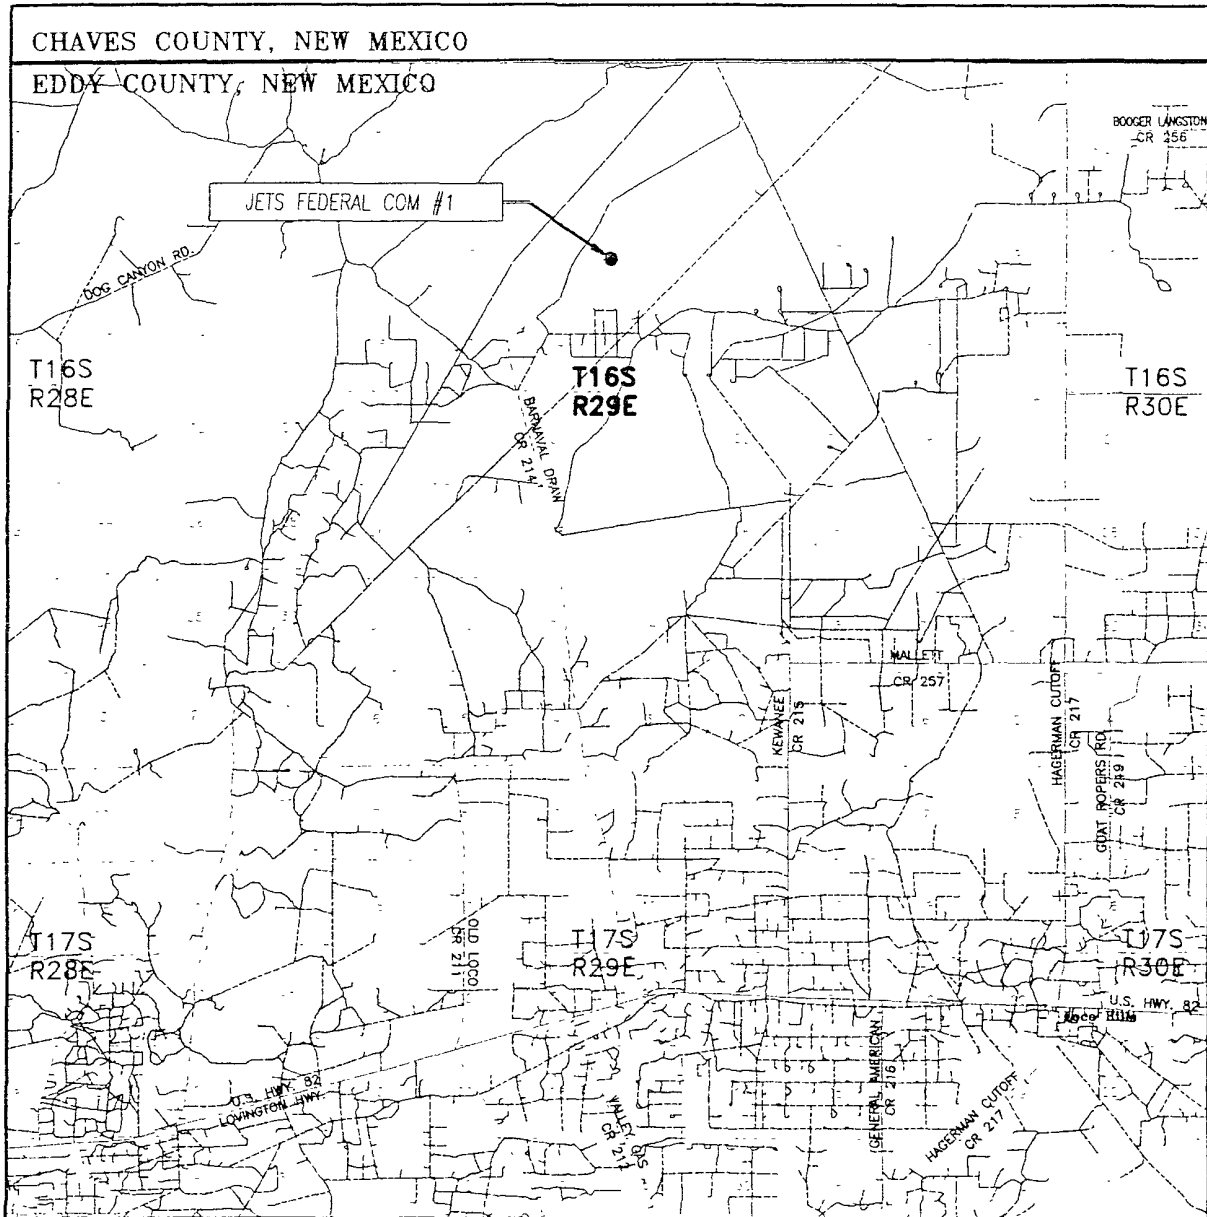 CHAVES COUNTY, NEW MEXICO
EDDY COUNTY, NEW MEXICO
BOOGER LANGSTON
CR 256
JETS FEDERAL COM #1
DOG CANYON RD.
T16S
R28E
T16S
R29E
T16S
R30E
BARNAVAL DRAW
CR 214
MALLETT
CR 257
KEWANEE
CR 215
HAGERMAN CUTOFF
CR 217
GOAT ROPERS RD
CR 249
T17S
R28E
OLD LOCO
CR 211
T17S
R29E
T17S
R30E
U.S. HWY. 82
Loco Hills
U.S. HWY. 82
LOVINGTON HWY.
VALLEY GAS
CR 212
GENERAL AMERICAN
CR 216
HAGERMAN CUTOFF
CR 217